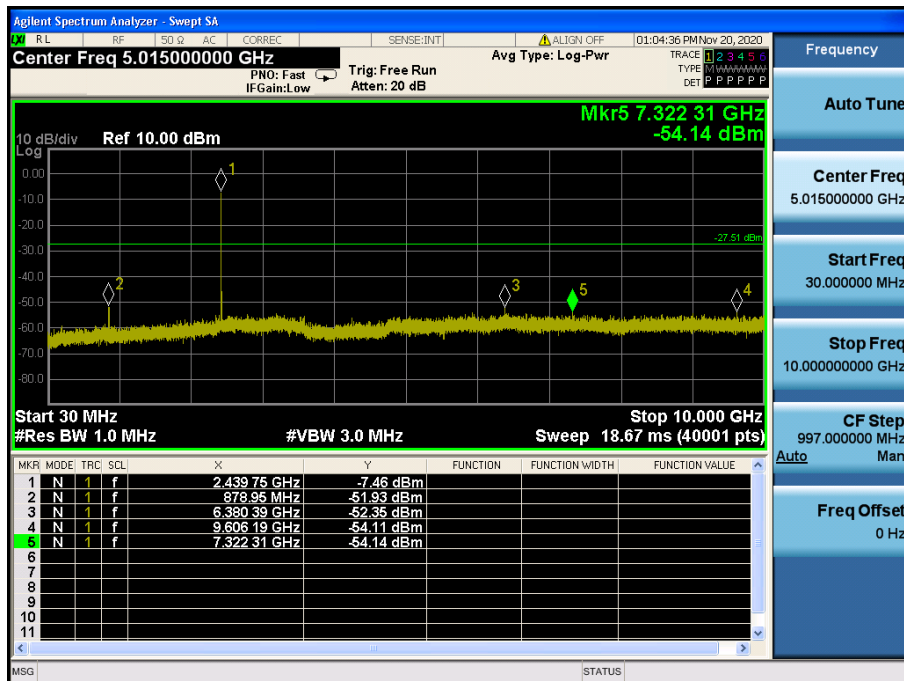 Agilent Spectrum Analyzer - Swept SA
LXI RL RF 50 Ω AC CORREC SENSE:INT ALIGN OFF 01:04:36 PM Nov 20, 2020
Center Freq 5.015000000 GHz Avg Type: Log-Pwr TRACE 1 2 3 4 5 6
PNO: Fast Trig: Free Run TYPE M W W W W W
IFGain:Low Atten: 20 dB DET P P P P P P
Mkr5 7.322 31 GHz
10 dB/div Ref 10.00 dBm -54.14 dBm
Log
0.00
1
-10.0
-20.0
-27.51 dBm
-30.0
-40.0
2 3 5 4
-50.0
-60.0
-70.0
-80.0
Start 30 MHz Stop 10.000 GHz
#Res BW 1.0 MHz #VBW 3.0 MHz Sweep 18.67 ms (40001 pts)
MKR MODE TRC SCL X Y FUNCTION FUNCTION WIDTH FUNCTION VALUE
1 N 1 f 2.439 75 GHz -7.46 dBm
2 N 1 f 878.95 MHz -51.93 dBm
3 N 1 f 6.380 39 GHz -52.35 dBm
4 N 1 f 9.606 19 GHz -54.11 dBm
5 N 1 f 7.322 31 GHz -54.14 dBm
6
7
8
9
10
11
MSG STATUS
Frequency
Auto Tune
Center Freq
5.015000000 GHz
Start Freq
30.000000 MHz
Stop Freq
10.000000000 GHz
CF Step
997.000000 MHz
Auto Man
Freq Offset
0 Hz